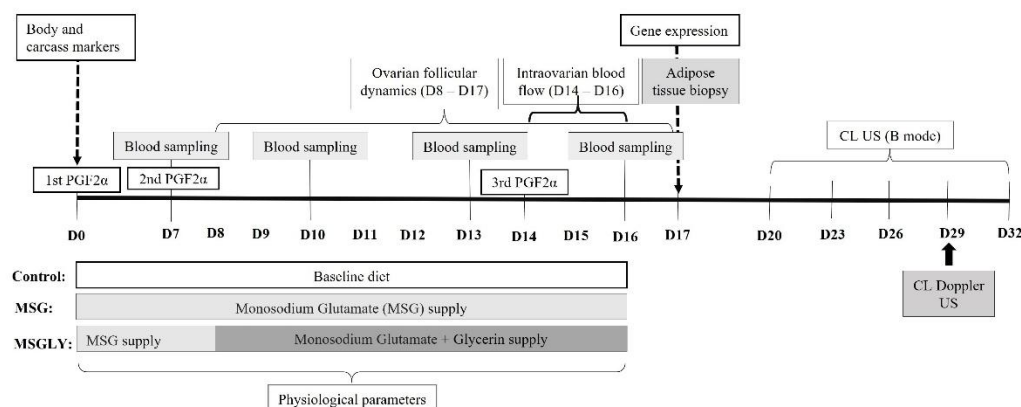 Body and
carcass markers
Gene expression
Ovarian follicular
dynamics (D8 – D17)
Intraovarian blood
flow (D14 – D16)
Adipose
tissue biopsy
Blood sampling
Blood sampling
Blood sampling
Blood sampling
CL US (B mode)
1st PGF2α
2nd PGF2α
3rd PGF2α
D0 D7 D8 D9 D10 D11 D12 D13 D14 D15 D16 D17 D20 D23 D26 D29 D32
Control: Baseline diet
MSG: Monosodium Glutamate (MSG) supply
MSGLY: MSG supply Monosodium Glutamate + Glycerin supply
CL Doppler
US
Physiological parameters